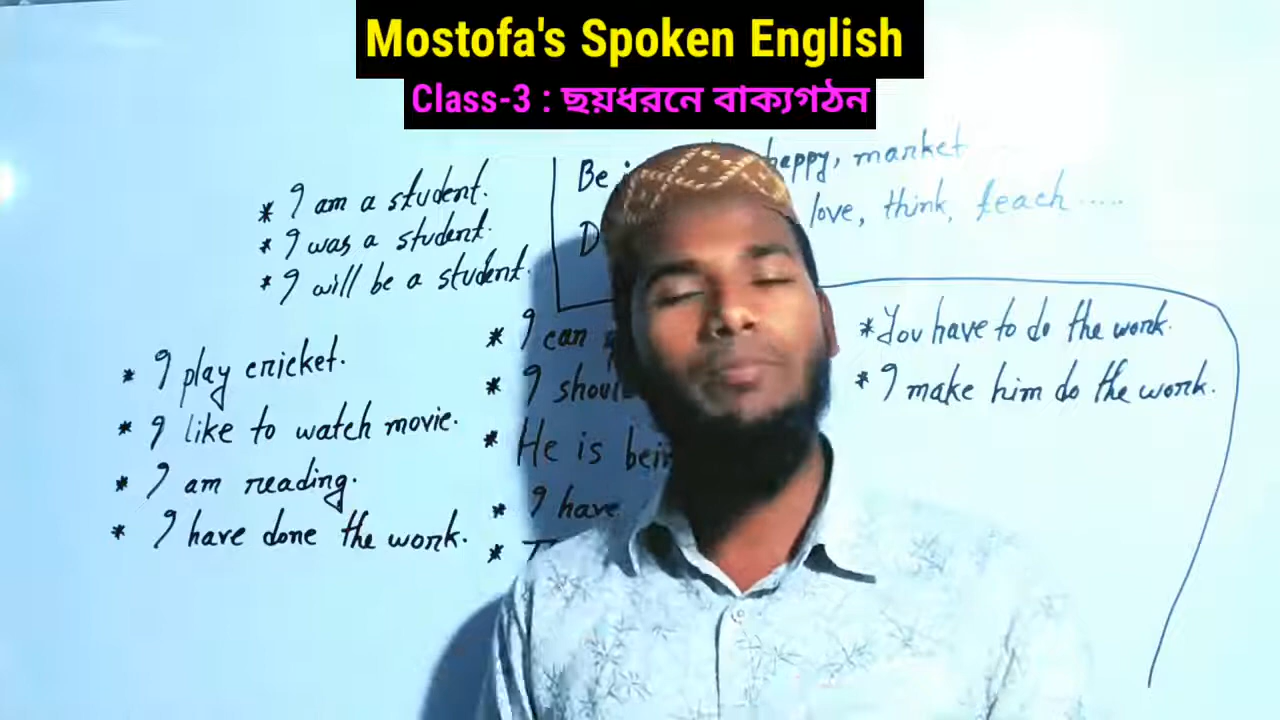 Mostofa's Spoken English
Class-3 : ছয়ধরনে বাক্যগঠন
* I am a student.
* I was a student.
* I will be a student.
Be happy, market
love, think, teach .....
* I play cricket.
* I like to watch movie.
* I am reading.
* I have done the work.
* I can
* I
* He is
* I have
*
* You have to do the work.
* I make him do the work.